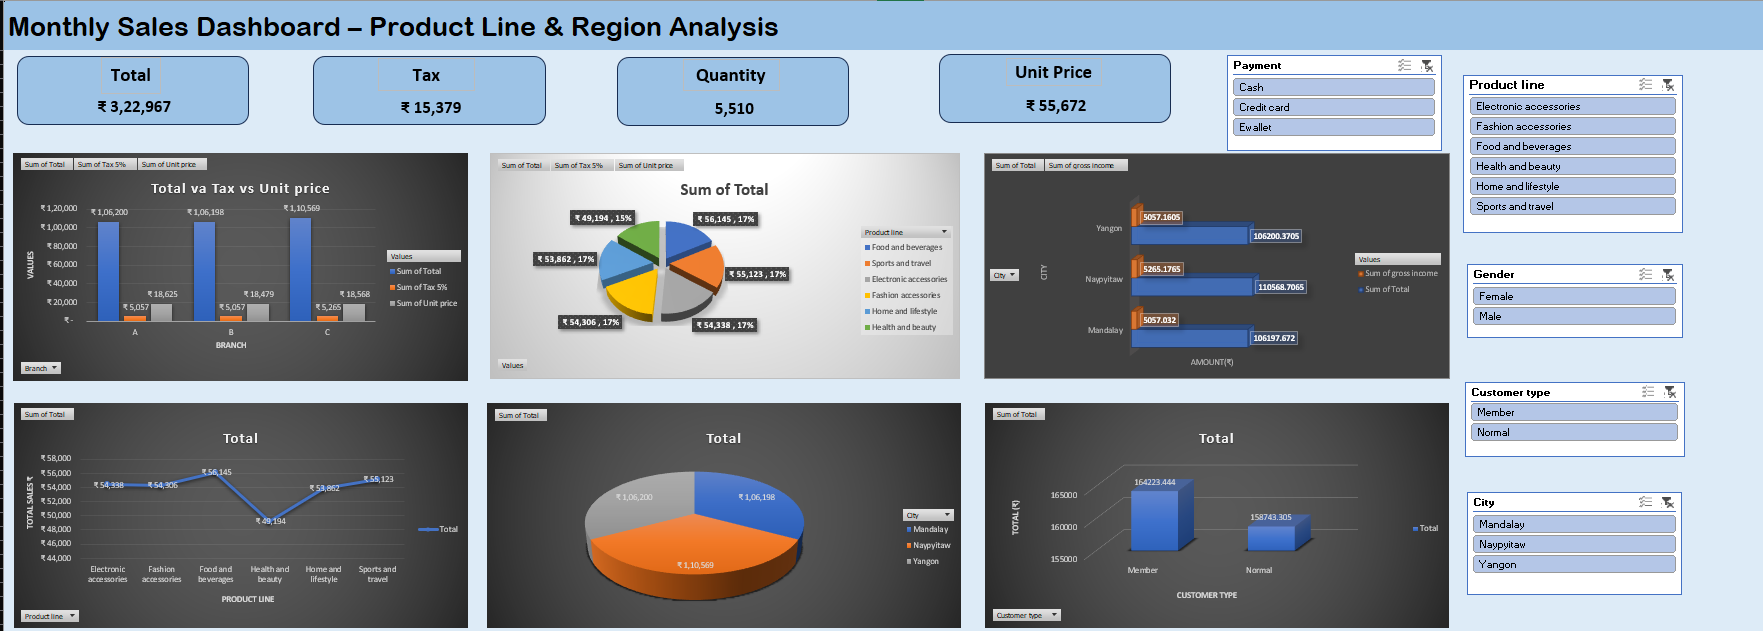 Monthly Sales Dashboard – Product Line & Region Analysis
Total
₹ 3,22,967
Tax
₹ 15,379
Quantity
5,510
Unit Price
₹ 55,672
Payment
Cash
Credit card
Ewallet
Product line
Electronic accessories
Fashion accessories
Food and beverages
Health and beauty
Home and lifestyle
Sports and travel
Gender
Female
Male
Customer type
Member
Normal
City
Mandalay
Naypyitaw
Yangon
Sum of Total
Sum of Tax 5%
Sum of Unit price
Total va Tax vs Unit price
₹ 1,20,000
₹ 1,00,000
₹ 80,000
₹ 60,000
₹ 40,000
₹ 20,000
₹ -
VALUES
₹ 1,06,200
₹ 5,057
₹ 18,625
₹ 1,06,198
₹ 5,057
₹ 18,479
₹ 1,10,569
₹ 5,265
₹ 18,568
A
B
C
BRANCH
Values
Sum of Total
Sum of Tax 5%
Sum of Unit price
Branch
Sum of Total
Sum of Tax 5%
Sum of Unit price
Sum of Total
₹ 49,194 , 15%
₹ 56,145 , 17%
₹ 53,862 , 17%
₹ 55,123 , 17%
₹ 54,306 , 17%
₹ 54,338 , 17%
Product line
Food and beverages
Sports and travel
Electronic accessories
Fashion accessories
Home and lifestyle
Health and beauty
Values
Sum of Total
Sum of gross income
City
CITY
Yangon
5057.1605
106200.3705
Naypyitaw
5265.1765
110568.7065
Mandalay
5057.032
106197.672
AMOUNT(₹)
Values
Sum of gross income
Sum of Total
Sum of Total
Total
₹ 58,000
₹ 56,000
₹ 54,000
₹ 52,000
₹ 50,000
₹ 48,000
₹ 46,000
₹ 44,000
TOTAL SALES ₹
₹ 54,338
₹ 54,306
₹ 56,145
₹ 49,194
₹ 53,862
₹ 55,123
Electronic accessories
Fashion accessories
Food and beverages
Health and beauty
Home and lifestyle
Sports and travel
PRODUCT LINE
Total
Product line
Sum of Total
Total
₹ 1,06,200
₹ 1,06,198
₹ 1,10,569
City
Mandalay
Naypyitaw
Yangon
Sum of Total
Total
165000
160000
155000
TOTAL (₹)
164223.444
158743.305
Member
Normal
CUSTOMER TYPE
Total
Customer type